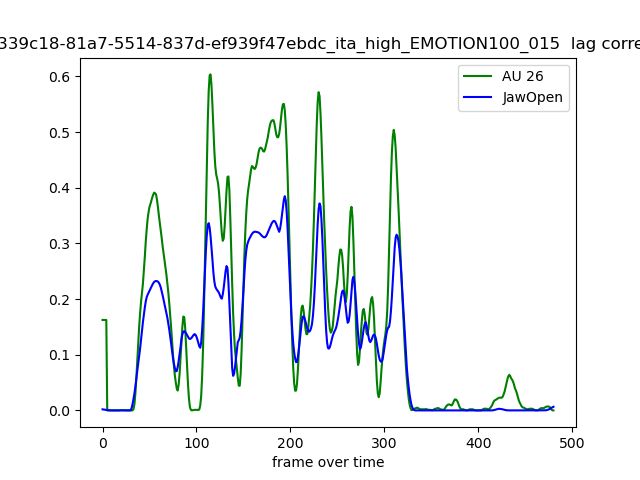 339c18-81a7-5514-837d-ef939f47ebdc_ita_high_EMOTION100_015 lag corre
AU 26
JawOpen
0.6
0.5
0.4
0.3
0.2
0.1
0.0
0 100 200 300 400 500
frame over time